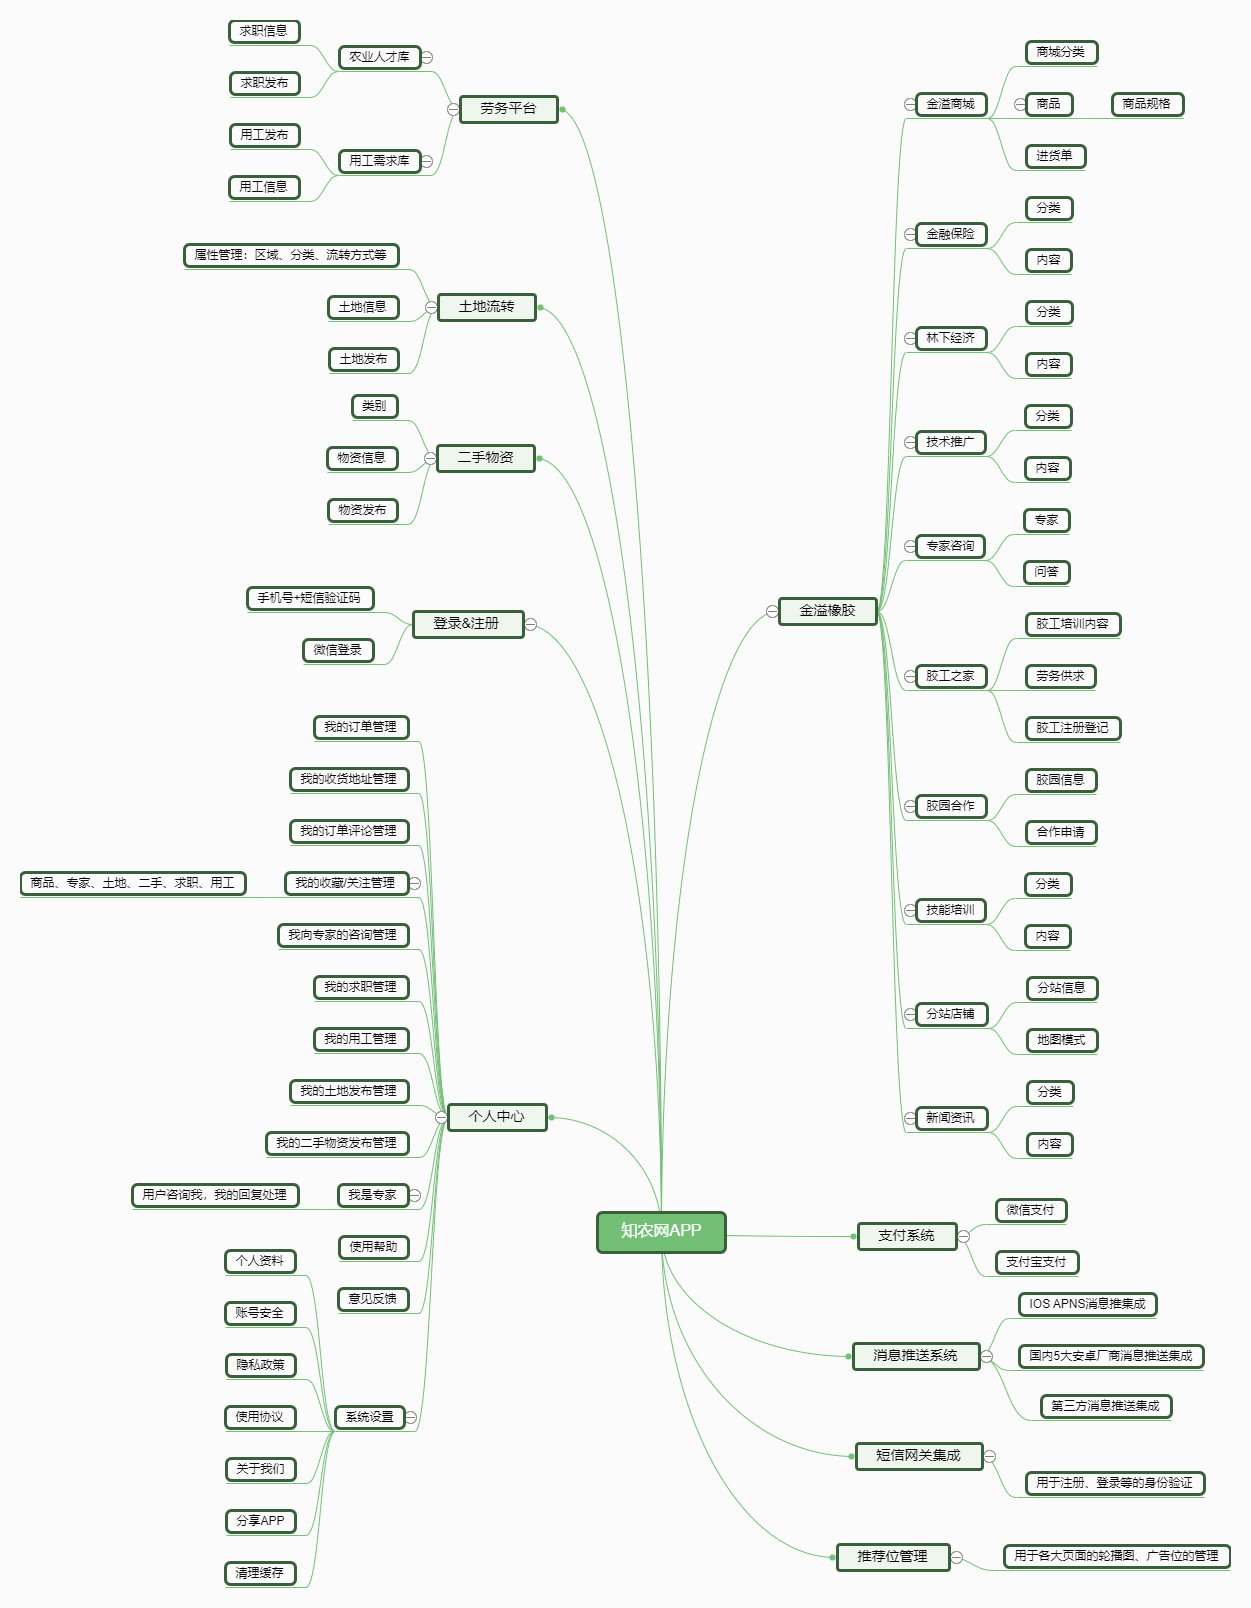 知农网APP
劳务平台
农业人才库
求职信息
求职发布
用工需求库
用工发布
用工信息
土地流转
属性管理：区域、分类、流转方式等
土地信息
土地发布
二手物资
类别
物资信息
物资发布
登录&注册
手机号+短信验证码
微信登录
个人中心
我的订单管理
我的收货地址管理
我的订单评论管理
我的收藏/关注管理
商品、专家、土地、二手、求职、用工
我向专家的咨询管理
我的求职管理
我的用工管理
我的土地发布管理
我的二手物资发布管理
我是专家
用户咨询我，我的回复处理
使用帮助
意见反馈
系统设置
个人资料
账号安全
隐私政策
使用协议
关于我们
分享APP
清理缓存
金溢橡胶
金溢商城
商城分类
商品
商品规格
进货单
金融保险
分类
内容
林下经济
分类
内容
技术推广
分类
内容
专家咨询
专家
问答
胶工之家
胶工培训内容
劳务供求
胶工注册登记
胶园合作
胶园信息
合作申请
技能培训
分类
内容
分站店铺
分站信息
地图模式
新闻资讯
分类
内容
支付系统
微信支付
支付宝支付
消息推送系统
IOS APNS消息推集成
国内5大安卓厂商消息推送集成
第三方消息推送集成
短信网关集成
用于注册、登录等的身份验证
推荐位管理
用于各大页面的轮播图、广告位的管理